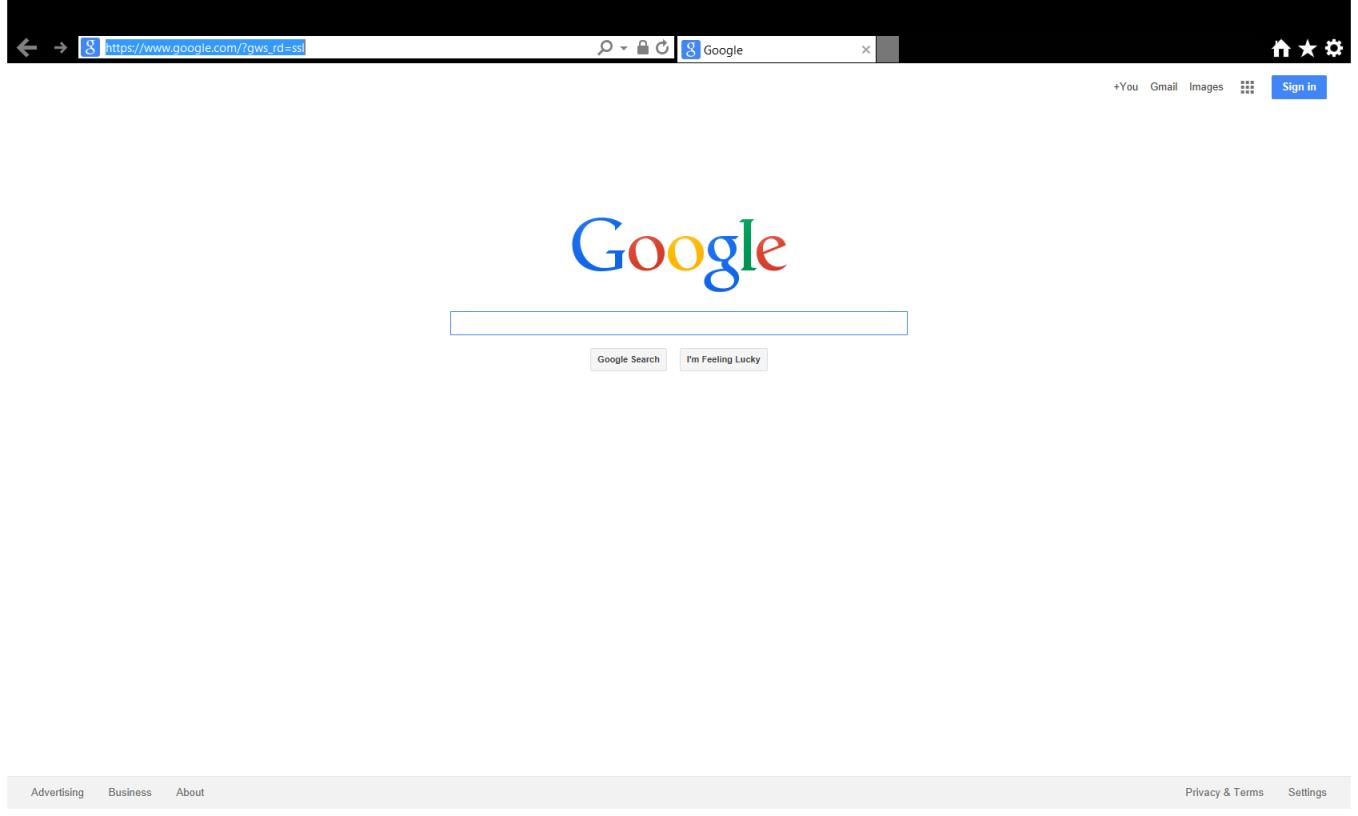 https://www.google.com/?gws_rd=ssl
Google
+You Gmail Images Sign in
Google
Google Search I'm Feeling Lucky
Advertising Business About Privacy & Terms Settings